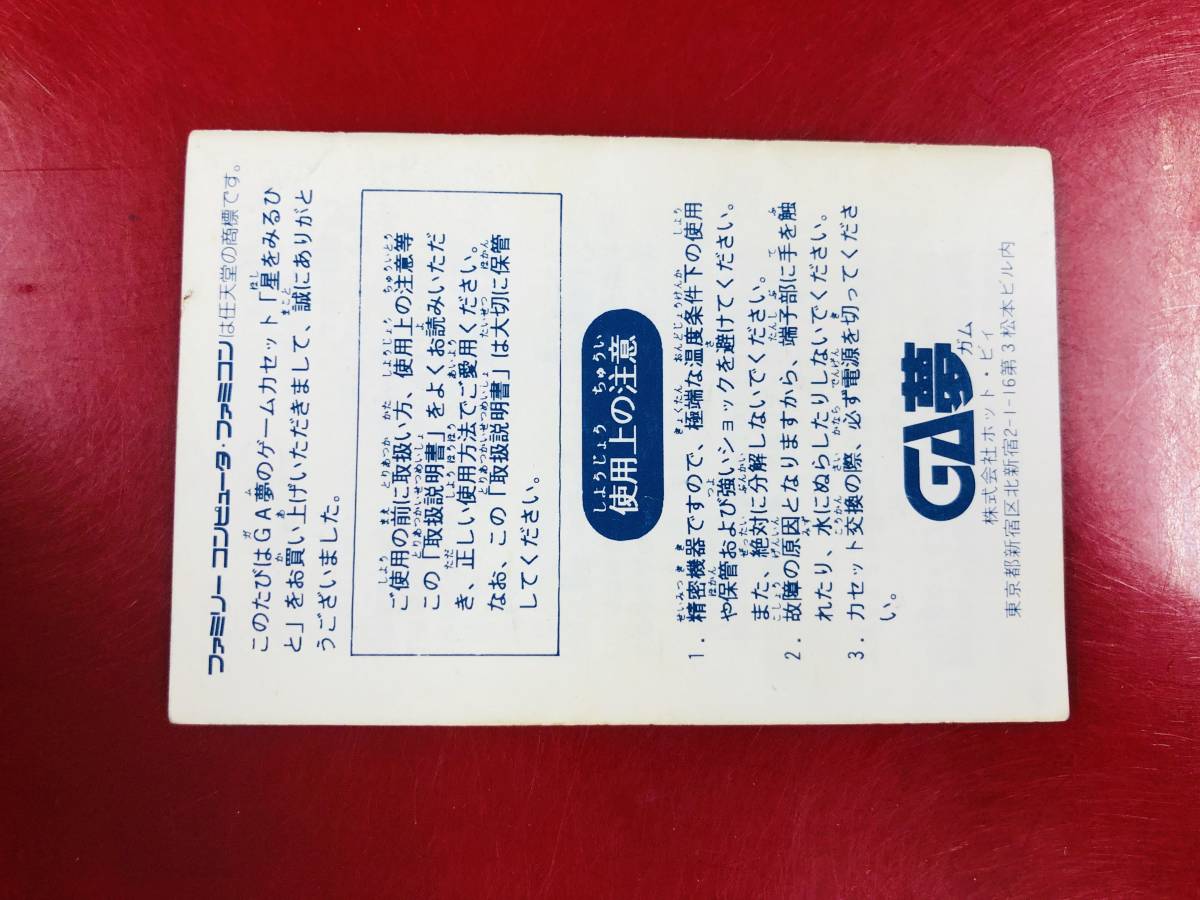 ファミリー コンピュータ・ファミコンは任天堂の商標です。
このたびはGA夢のゲームカセット「星をみるひ
と」をお買い上げいただきまして、誠にありがと
うございました。
ご使用の前に取扱い方、使用上の注意等
この「取扱説明書」をよくお読みいただ
き、正しい使用方法でご愛用ください。
なお、この「取扱説明書」は大切に保管
してください。
使用上の注意
1．精密機器ですので、極端な温度条件下の使用
や保管および強いショックを避けてください。
また、絶対に分解しないでください。
2．故障の原因となりますから、端子部に手を触
れたり、水にぬらしたりしないでください。
3．カセット交換の際、必ず電源を切ってくださ
い。
GA夢
ガム
株式会社ホット・ビィ
東京都新宿区北新宿2-1-16第3松本ビル内